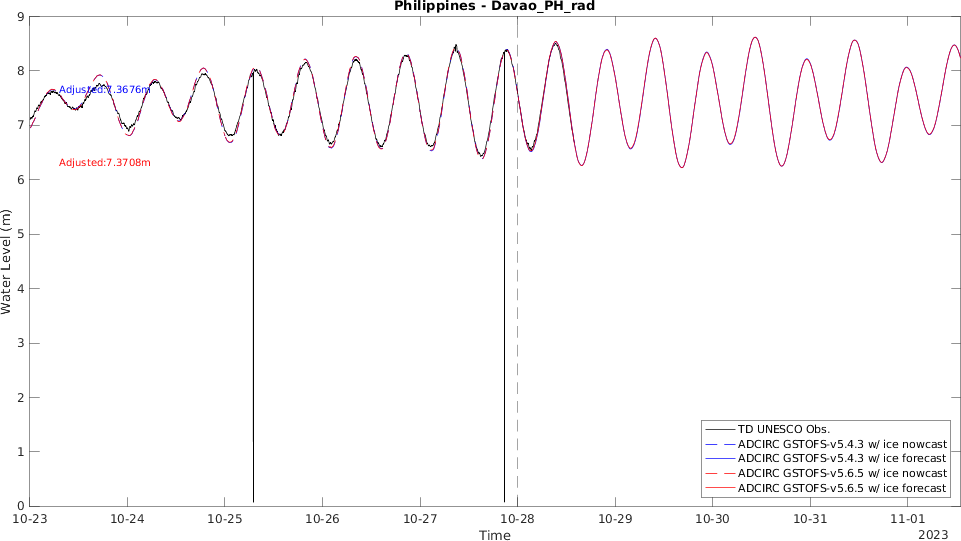 Philippines - Davao_PH_rad
9
8
Adjusted:7.3676m
7
Adjusted:7.3708m
6
5
Water Level (m)
4
3
2
1
0
TD UNESCO Obs.
ADCIRC GSTOFS-v5.4.3 w/ ice nowcast
ADCIRC GSTOFS-v5.4.3 w/ ice forecast
ADCIRC GSTOFS-v5.6.5 w/ ice nowcast
ADCIRC GSTOFS-v5.6.5 w/ ice forecast
10-23 10-24 10-25 10-26 10-27 10-28 10-29 10-30 10-31 11-01
Time
2023